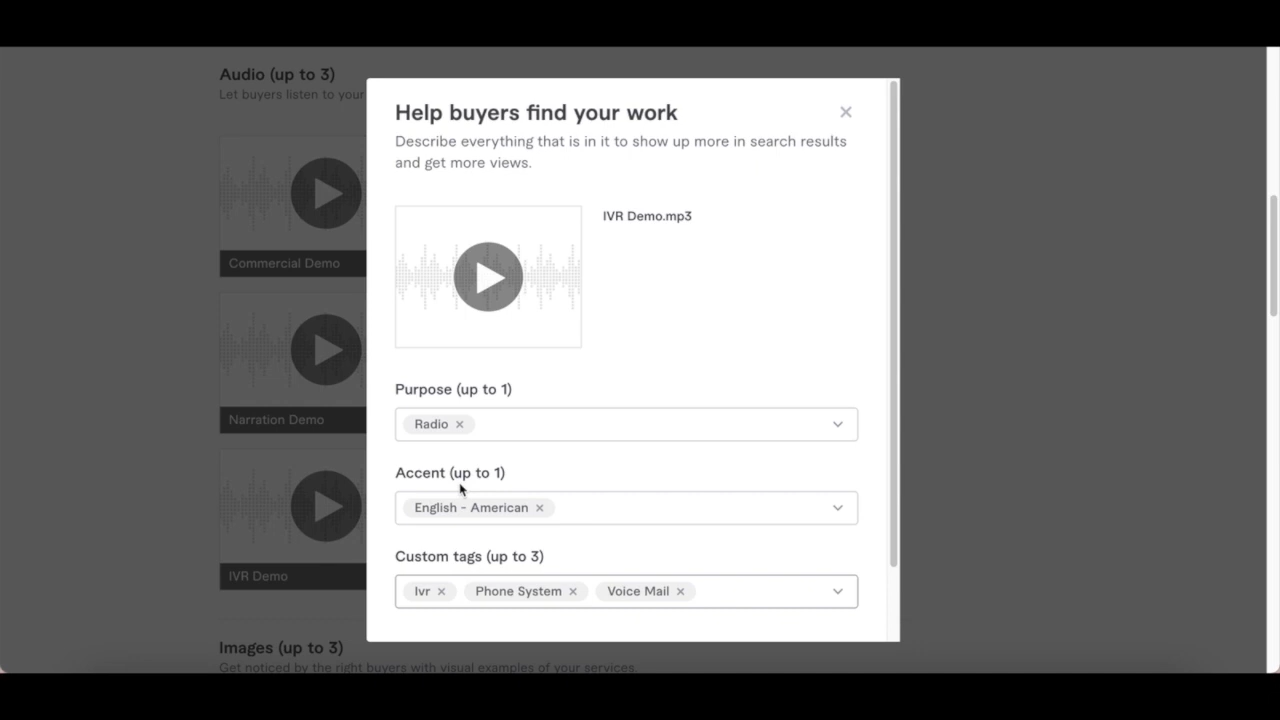 Audio (up to 3)
Let buyers listen to your
Commercial Demo
Narration Demo
IVR Demo
Images (up to 3)
Get noticed by the right buyers with visual examples of your services.
Help buyers find your work
Describe everything that is in it to show up more in search results
and get more views.
IVR Demo.mp3
Purpose (up to 1)
Radio
Accent (up to 1)
English - American
Custom tags (up to 3)
Ivr Phone System Voice Mail